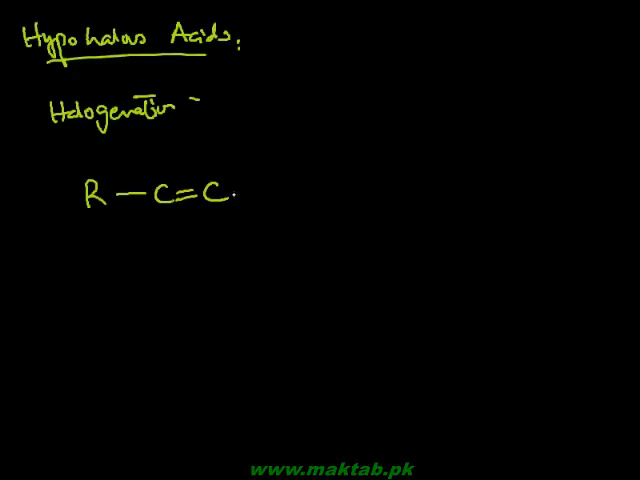 Hypohalous Acids:
Halogenation -
R — C = C
www.maktab.pk